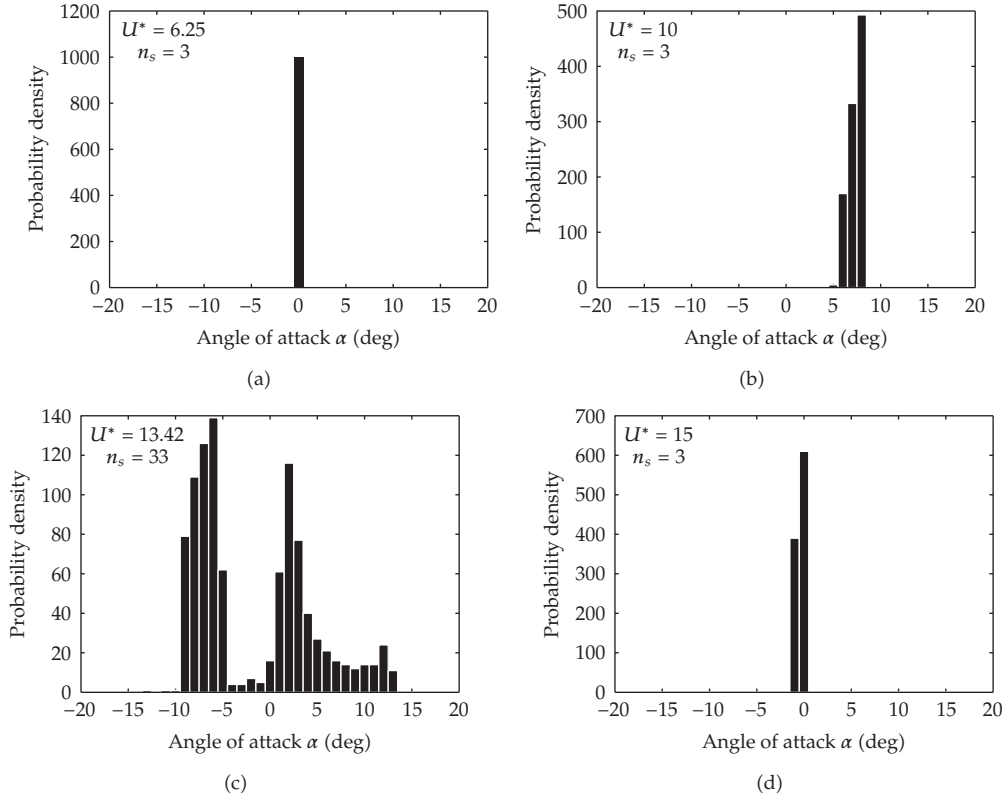 U* = 6.25
n_s = 3
1200
1000
800
600
400
200
0
Probability density
−20 −15 −10 −5 0 5 10 15 20
Angle of attack α (deg)
(a)
U* = 10
n_s = 3
500
400
300
200
100
0
Probability density
−20 −15 −10 −5 0 5 10 15 20
Angle of attack α (deg)
(b)
U* = 13.42
n_s = 33
140
120
100
80
60
40
20
0
Probability density
−20 −15 −10 −5 0 5 10 15 20
Angle of attack α (deg)
(c)
U* = 15
n_s = 3
700
600
500
400
300
200
100
0
Probability density
−20 −15 −10 −5 0 5 10 15 20
Angle of attack α (deg)
(d)